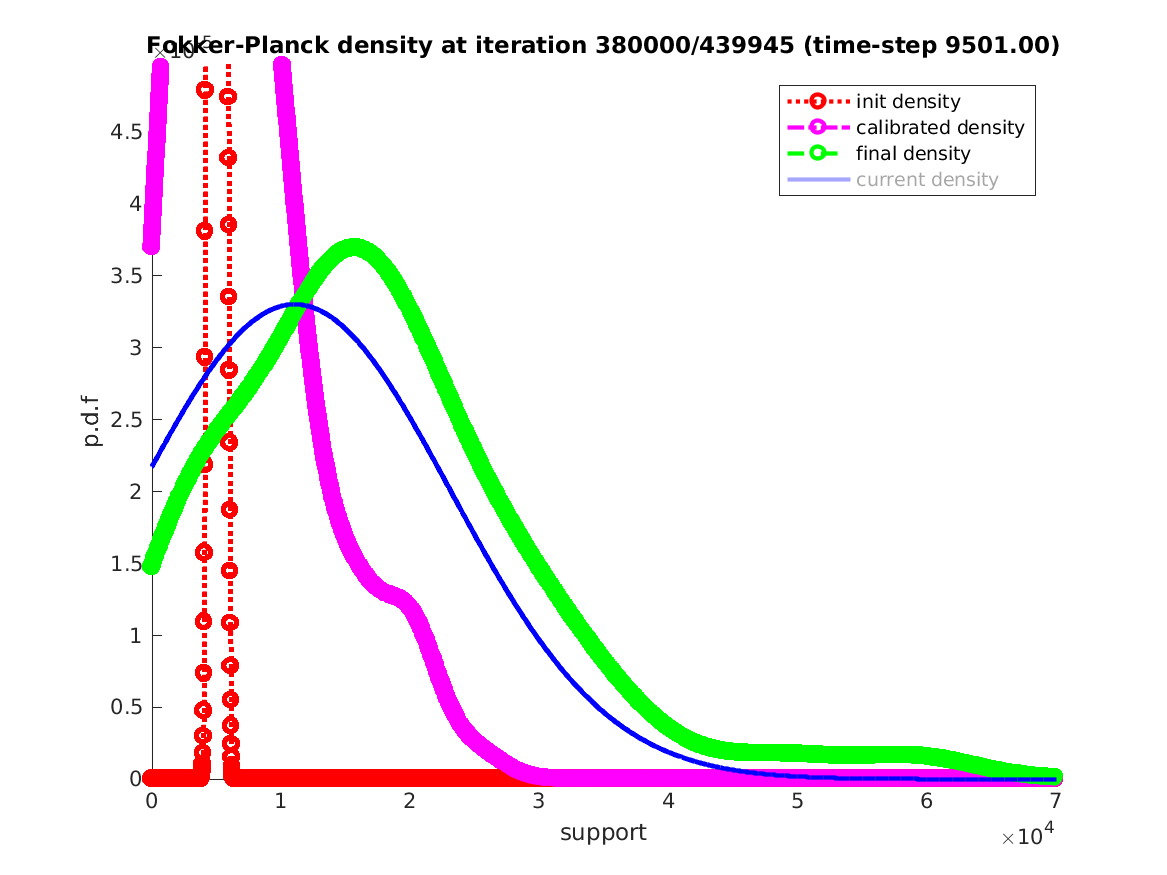 Fokker-Planck density at iteration 380000/439945 (time-step 9501.00)
×10-5
init density
calibrated density
final density
current density
4.5
4
3.5
3
2.5
2
1.5
1
0.5
0
p.d.f
0 1 2 3 4 5 6 7
support
×10^4